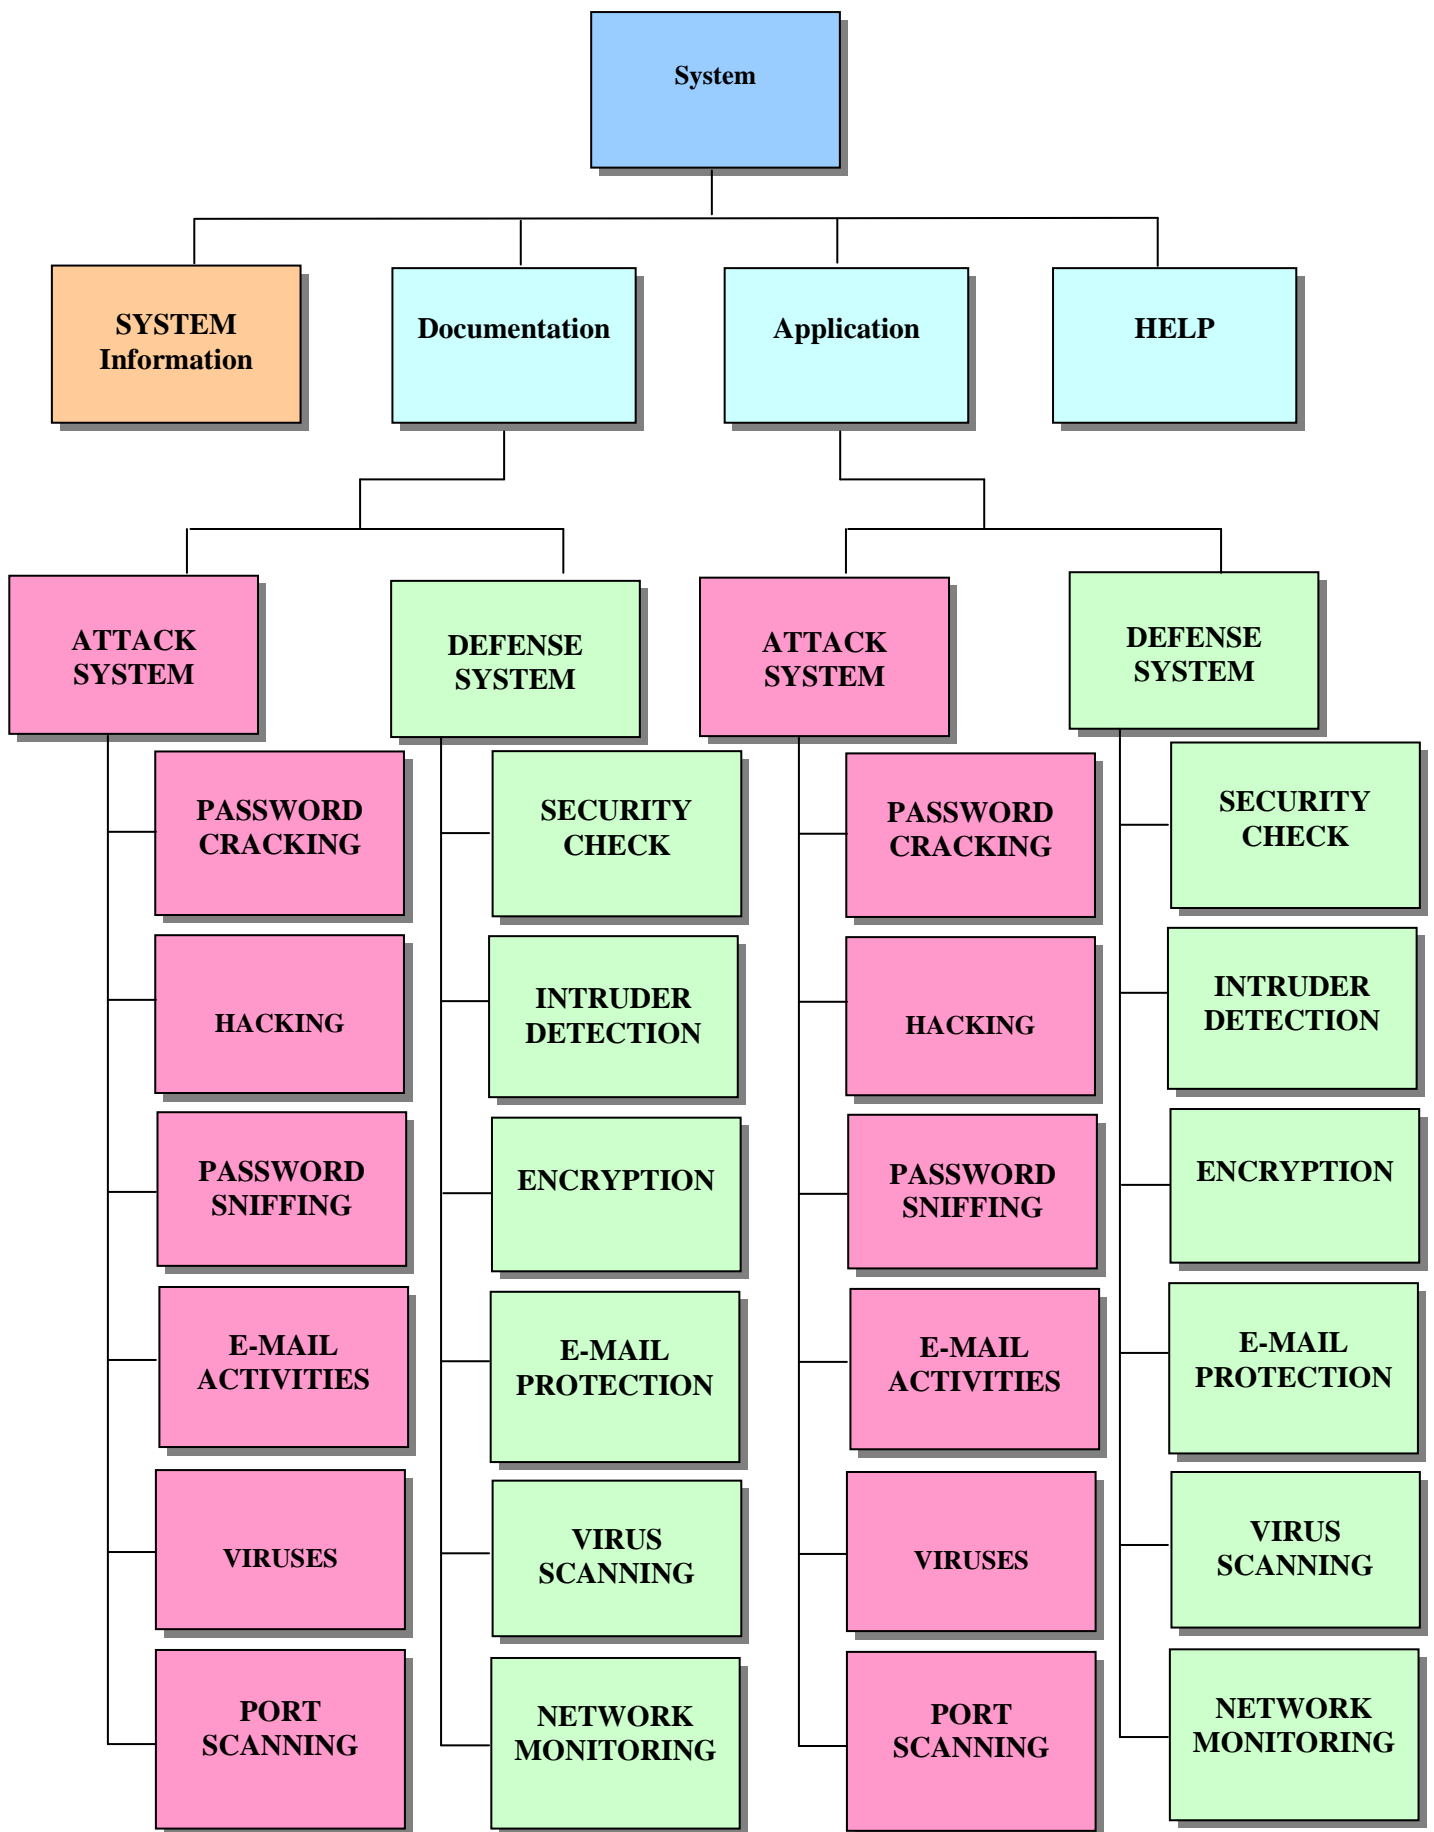 System
SYSTEM
Information
Documentation
Application
HELP
ATTACK
SYSTEM
DEFENSE
SYSTEM
ATTACK
SYSTEM
DEFENSE
SYSTEM
PASSWORD
CRACKING
HACKING
PASSWORD
SNIFFING
E-MAIL
ACTIVITIES
VIRUSES
PORT
SCANNING
SECURITY
CHECK
INTRUDER
DETECTION
ENCRYPTION
E-MAIL
PROTECTION
VIRUS
SCANNING
NETWORK
MONITORING
PASSWORD
CRACKING
HACKING
PASSWORD
SNIFFING
E-MAIL
ACTIVITIES
VIRUSES
PORT
SCANNING
SECURITY
CHECK
INTRUDER
DETECTION
ENCRYPTION
E-MAIL
PROTECTION
VIRUS
SCANNING
NETWORK
MONITORING